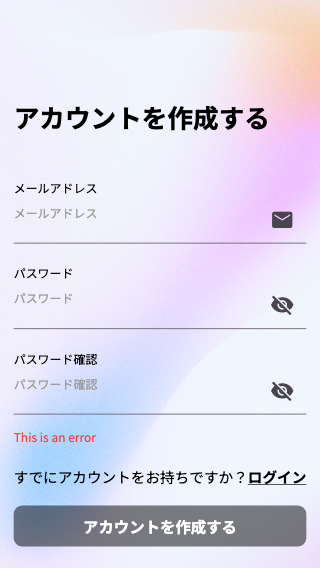 アカウントを作成する
メールアドレス
メールアドレス
パスワード
パスワード
パスワード確認
パスワード確認
This is an error
すでにアカウントをお持ちですか？ログイン
アカウントを作成する